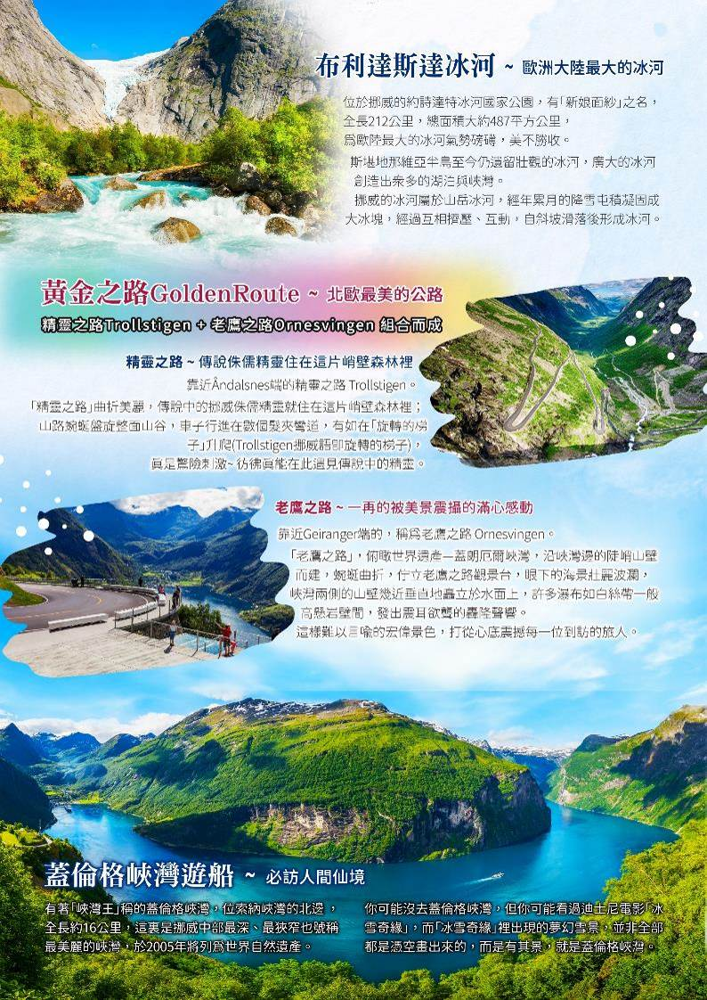 布利達斯達冰河 ~ 歐洲大陸最大的冰河
位於挪威的約詩達特冰河國家公園，有「新娘面紗」之名，
全長212公里，總面積大約487平方公里，
為歐陸最大的冰河氣勢磅礡，美不勝收。
斯堪地那維亞半島至今仍遺留壯觀的冰河，廣大的冰河
創造出衆多的湖泊與峽灣。
挪威的冰河屬於山岳冰河，經年累月的降雪屯積凝固成
大冰塊，經過互相擠壓、互動，自斜坡滑落後形成冰河。
黃金之路GoldenRoute ~ 北歐最美的公路
精靈之路Trollstigen + 老鷹之路Ornesvingen 組合而成
精靈之路 ~ 傳說侏儒精靈住在這片峭壁森林裡
靠近Åndalsnes端的精靈之路 Trollstigen。
「精靈之路」曲折美麗，傳說中的挪威侏儒精靈就住在這片峭壁森林裡；
山路蜿蜒盤旋整面山谷，車子行進在數個髮夾彎道，有如在「旋轉的梯
子」爬(Trollstigen挪威語即旋轉的梯子)，
真是驚險刺激~ 彷彿真能在此遇見傳說中的精靈。
老鷹之路 ~ 一再的被美景震攝的滿心感動
靠近Geiranger端的，稱爲老鷹之路 Ornesvingen。
「老鷹之路」，俯瞰世界遺產—蓋朗厄爾峽灣，沿峽灣邊的陡峭山壁
而建，蜿蜒曲折，佇立老鷹之路觀景台，眼下的海景壯麗波瀾，
峽灣兩側的山壁幾近垂直地矗立於水面上，許多瀑布如白絲帶一般
高懸岩壁間，發出震耳欲聾的轟隆聲響。
這樣難以言喻的宏偉景色，打從心底震撼每一位到訪的旅人。
蓋倫格峽灣遊船 ~ 必訪人間仙境
有著「峽灣王」稱的蓋倫格峽灣，位索納峽灣的北邊，
全長約16公里，這裏是挪威中部最深、最狹窄也號稱
最美麗的峽灣，於2005年將列爲世界自然遺產。
你可能沒去蓋倫格峽灣，但你可能看過迪士尼電影「冰
雪奇緣」，而「冰雪奇緣」裡出現的夢幻雪景，並非全部
都是憑空畫出來的，而是有其景，就是蓋倫格峽灣。